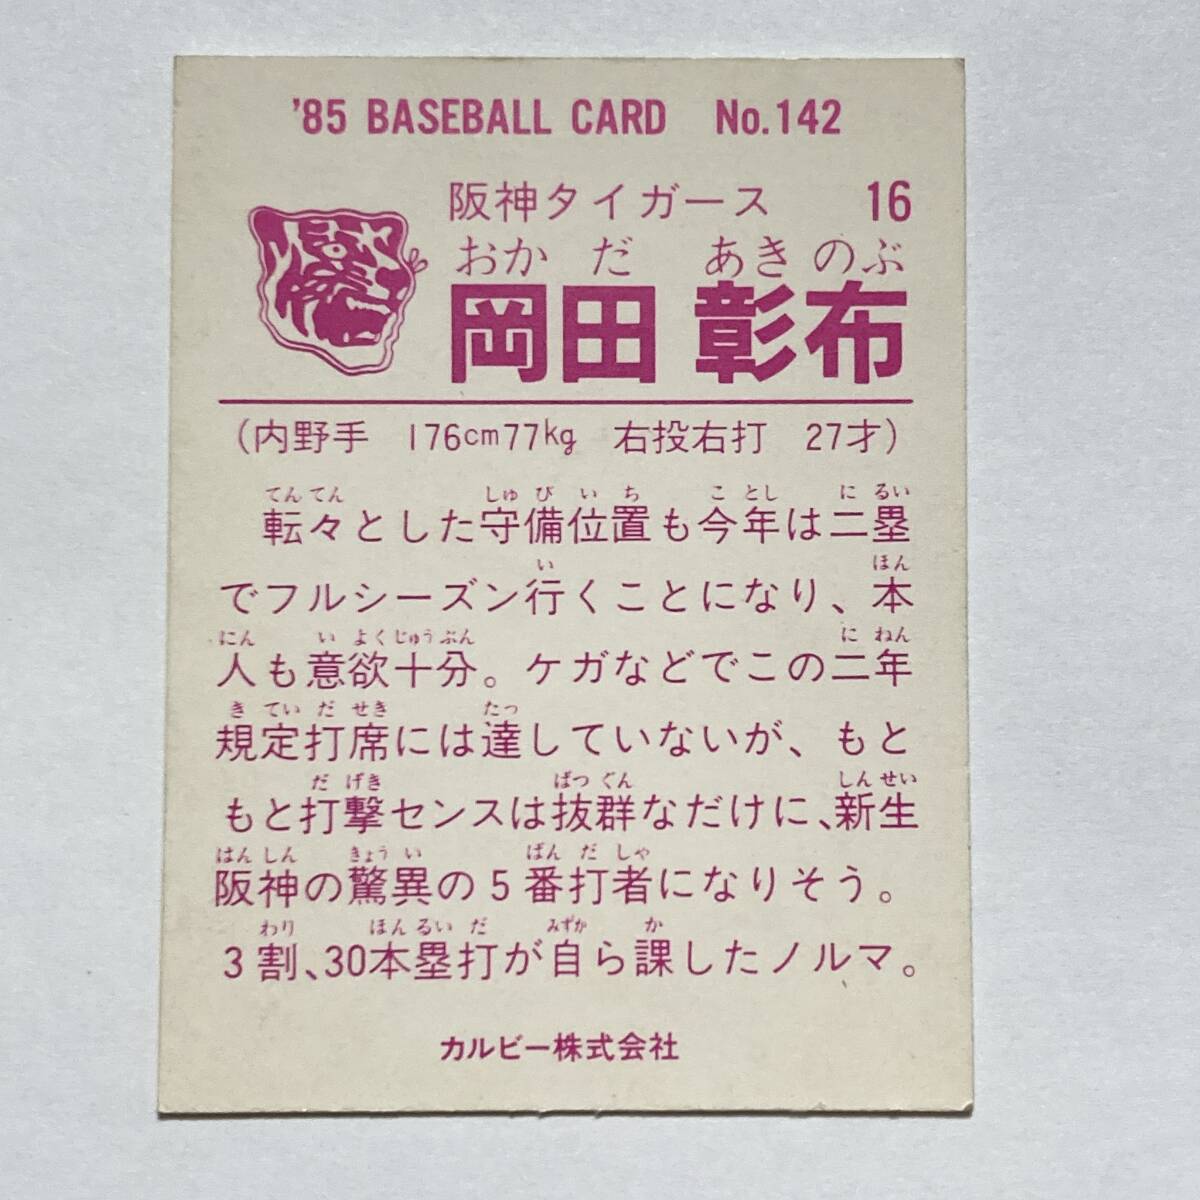 '85 BASEBALL CARD No.142
阪神タイガース 16
おかだ あきのぶ
岡田 彰布
(内野手 176cm77kg 右投右打 27才)
てんてん しゅびいち ことし にるい
転々とした守備位置も今年は二塁
い ほん
でフルシーズン行くことになり、本
にん いよくじゅうぶん にねん
人も意欲十分。ケガなどでこの二年
きていだせき たっ
規定打席には達していないが、もと
だげき ばつぐん しんせい
もと打撃センスは抜群なだけに、新生
はんしん きょうい ばんだしゃ
阪神の驚異の5番打者になりそう。
わり ほんるいだ みずか か
3割、30本塁打が自ら課したノルマ。
カルビー株式会社